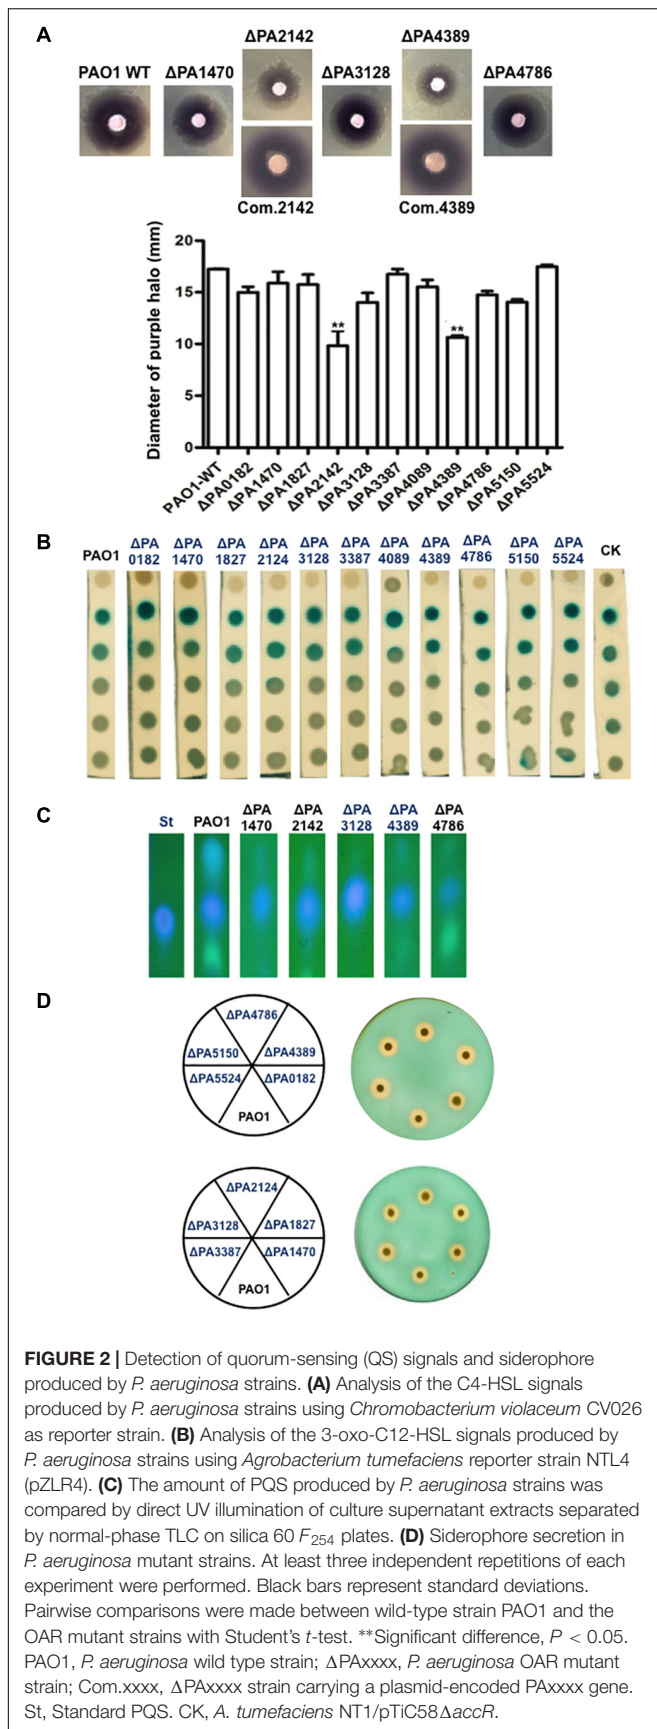 A
ΔPA2142 ΔPA4389
PAO1 WT ΔPA1470 ΔPA3128 ΔPA4786
Com.2142 Com.4389
Diameter of purple halo (mm)
20
15
10
5
0
** **
PAO1-WT ΔPA0182 ΔPA1470 ΔPA1827 ΔPA2142 ΔPA3128 ΔPA3387 ΔPA4089 ΔPA4389 ΔPA4786 ΔPA5150 ΔPA5524
B
PAO1 ΔPA 0182 ΔPA 1470 ΔPA 1827 ΔPA 2124 ΔPA 3128 ΔPA 3387 ΔPA 4089 ΔPA 4389 ΔPA 4786 ΔPA 5150 ΔPA 5524 CK
C
St PAO1 ΔPA 1470 ΔPA 2142 ΔPA 3128 ΔPA 4389 ΔPA 4786
D
ΔPA4786
ΔPA5150 ΔPA4389
ΔPA5524 ΔPA0182
PAO1
ΔPA2124
ΔPA3128 ΔPA1827
ΔPA3387 ΔPA1470
PAO1
FIGURE 2 | Detection of quorum-sensing (QS) signals and siderophore
produced by P. aeruginosa strains. (A) Analysis of the C4-HSL signals
produced by P. aeruginosa strains using Chromobacterium violaceum CV026
as reporter strain. (B) Analysis of the 3-oxo-C12-HSL signals produced by
P. aeruginosa strains using Agrobacterium tumefaciens reporter strain NTL4
(pZLR4). (C) The amount of PQS produced by P. aeruginosa strains was
compared by direct UV illumination of culture supernatant extracts separated
by normal-phase TLC on silica 60 F254 plates. (D) Siderophore secretion in
P. aeruginosa mutant strains. At least three independent repetitions of each
experiment were performed. Black bars represent standard deviations.
Pairwise comparisons were made between wild-type strain PAO1 and the
OAR mutant strains with Student's t-test. **Significant difference, P < 0.05.
PAO1, P. aeruginosa wild type strain; ΔPAxxxx, P. aeruginosa OAR mutant
strain; Com.xxxx, ΔPAxxxx strain carrying a plasmid-encoded PAxxxx gene.
St, Standard PQS. CK, A. tumefaciens NT1/pTiC58ΔaccR.